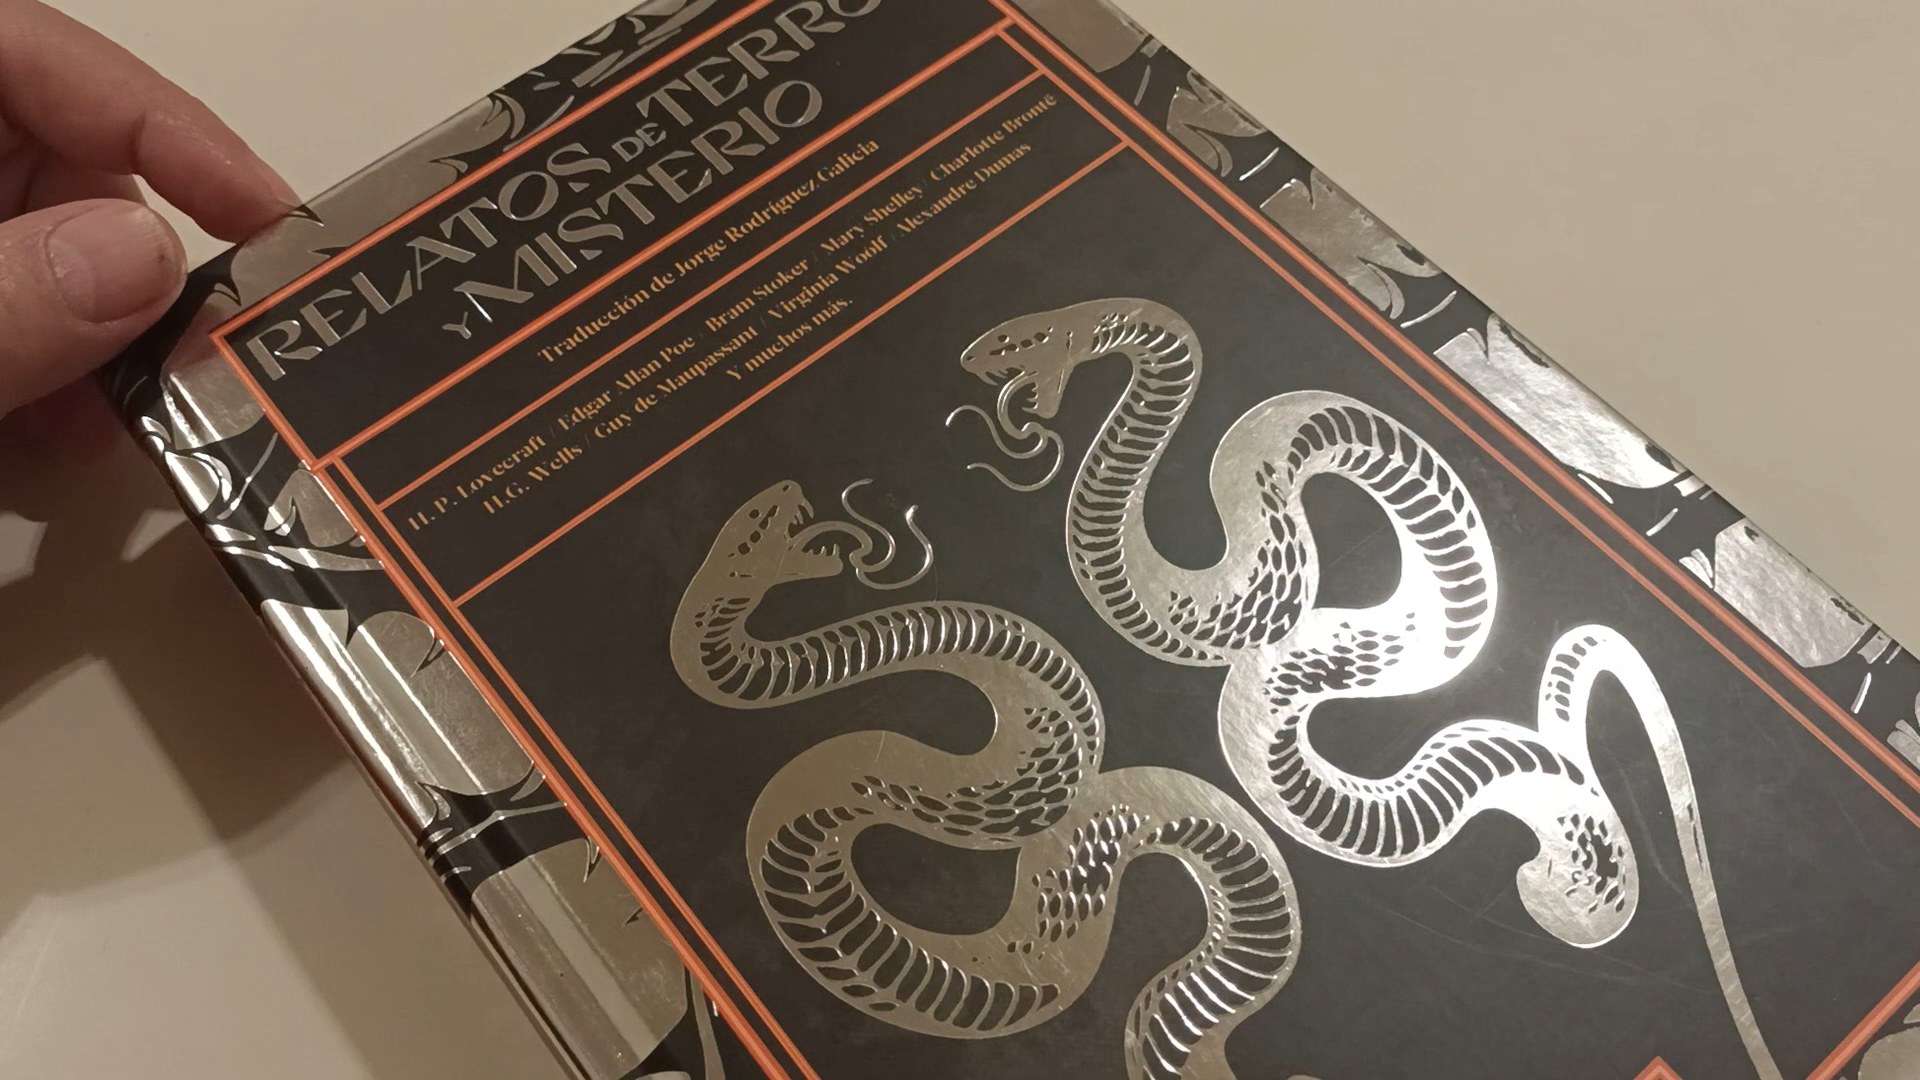 RELATOS DE TERRO
Y MISTERIO
Traducción de Jorge Rodríguez Galicia
H. P. Lovecraft / Edgar Allan Poe / Bram Stoker / Mary Shelley / Charlotte Brontë
H.G. Wells / Guy de Maupassant / Virginia Woolf / Alexandre Dumas
Y muchos más.